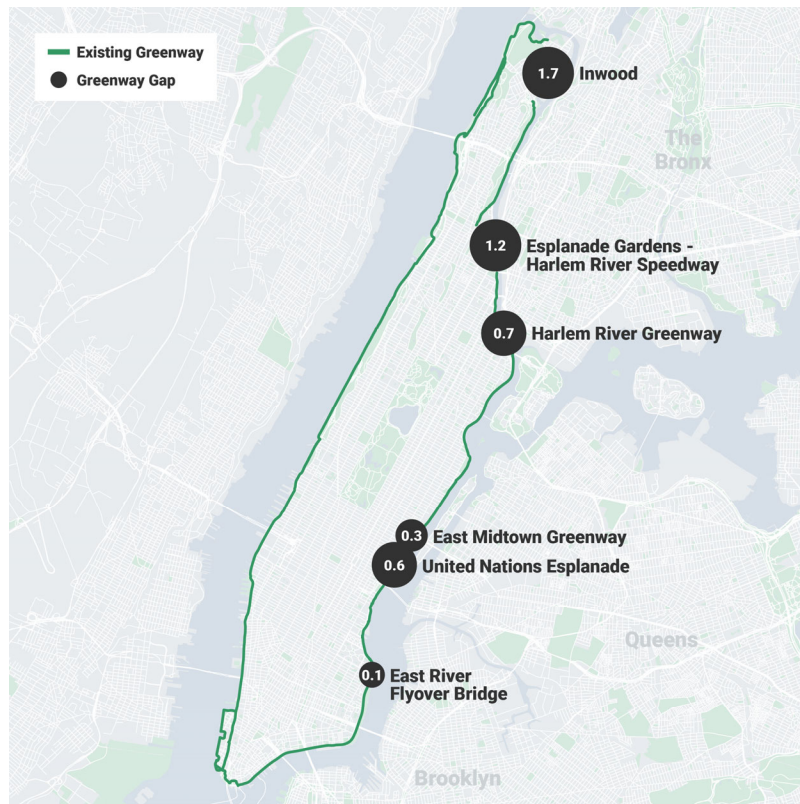 Existing Greenway
Greenway Gap
1.7
Inwood
The
Bronx
1.2
Esplanade Gardens -
Harlem River Speedway
0.7
Harlem River Greenway
0.3
East Midtown Greenway
0.6
United Nations Esplanade
Queens
0.1
East River
Flyover Bridge
Brooklyn